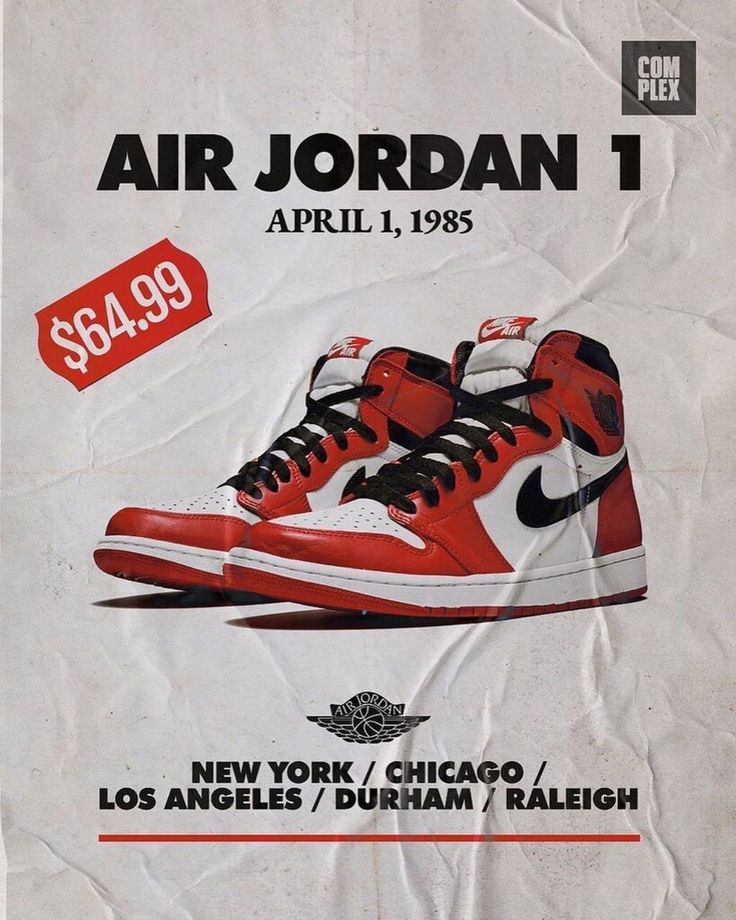 COM
PLEX
AIR JORDAN 1
APRIL 1, 1985
$64.99
NIKE
AIR
NIKE
AIR
AIR JORDAN
NEW YORK / CHICAGO /
LOS ANGELES / DURHAM / RALEIGH